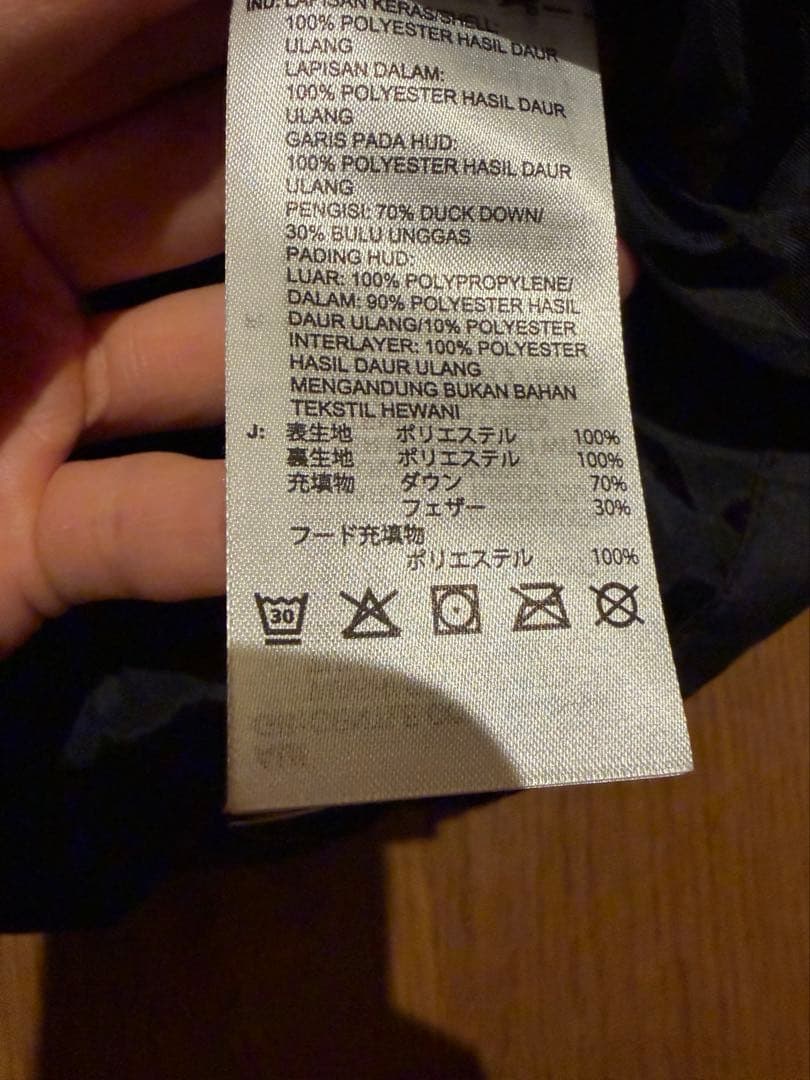 IND: LAPISAN KERAS/SHELL:
100% POLYESTER HASIL DAUR
ULANG
LAPISAN DALAM:
100% POLYESTER HASIL DAUR
ULANG
GARIS PADA HUD:
100% POLYESTER HASIL DAUR
ULANG
PENGISI: 70% DUCK DOWN/
30% BULU UNGGAS
PADING HUD:
LUAR: 100% POLYPROPYLENE/
DALAM: 90% POLYESTER HASIL
DAUR ULANG/10% POLYESTER
INTERLAYER: 100% POLYESTER
HASIL DAUR ULANG
MENGANDUNG BUKAN BAHAN
TEKSTIL HEWANI
J: 表生地 ポリエステル 100%
裏生地 ポリエステル 100%
充填物 ダウン 70%
フェザー 30%
フード充填物
ポリエステル 100%
30